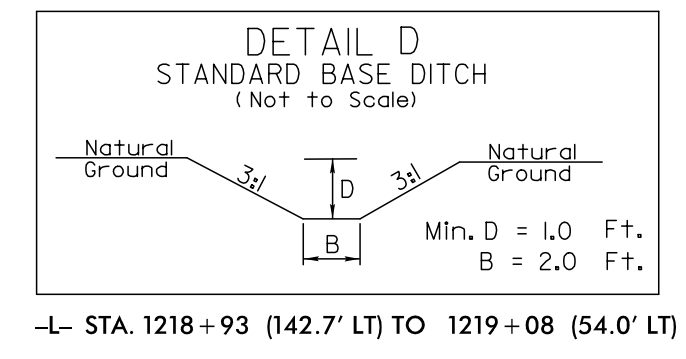 DETAIL D
STANDARD BASE DITCH
(Not to Scale)
Natural
Ground
3:1
D
3:1
Natural
Ground
B
Min. D = 1.0 Ft.
B = 2.0 Ft.
–L– STA. 1218+93 (142.7' LT) TO 1219+08 (54.0' LT)